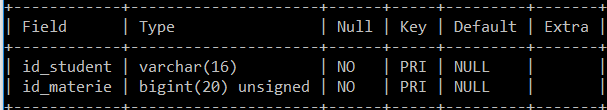 +------------+---------------------+------+-----+---------+-------+
| Field      | Type                | Null | Key | Default | Extra |
+------------+---------------------+------+-----+---------+-------+
| id_student | varchar(16)         | NO   | PRI | NULL    |       |
| id_materie | bigint(20) unsigned | NO   | PRI | NULL    |       |
+------------+---------------------+------+-----+---------+-------+